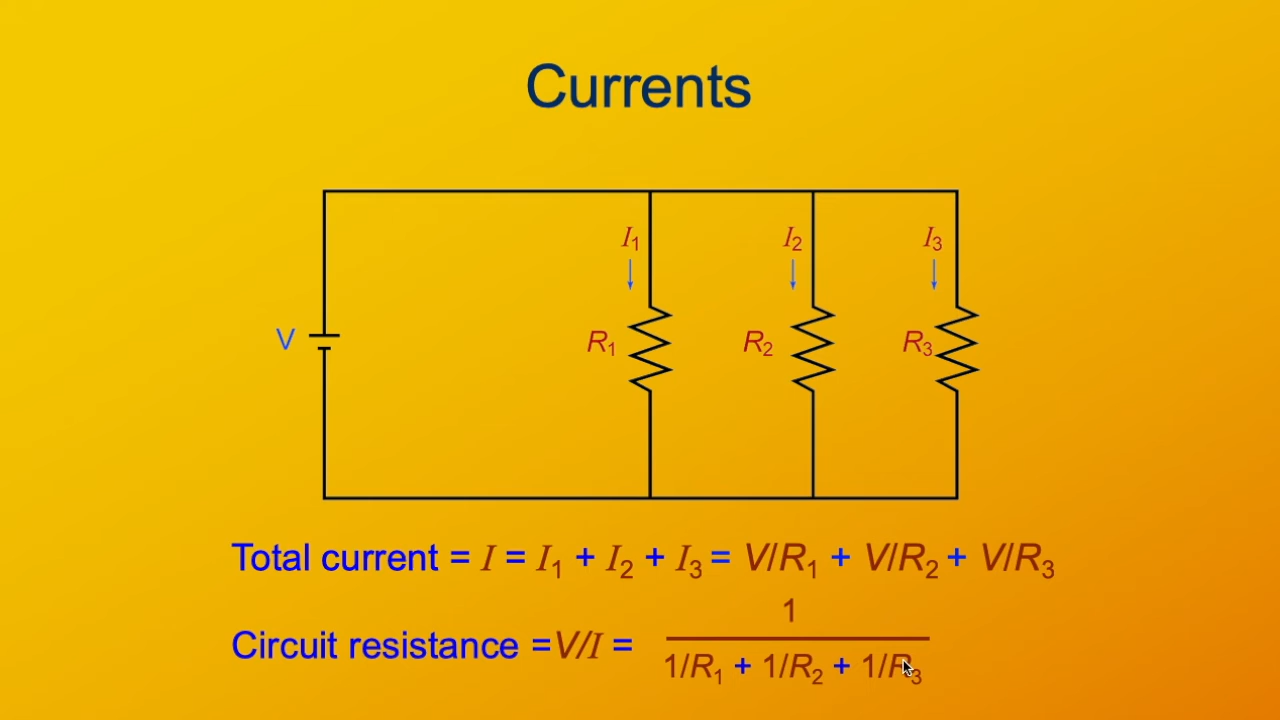 Currents
I₁ I₂ I₃
V R₁ R₂ R₃
Total current = I = I₁ + I₂ + I₃ = V/R₁ + V/R₂ + V/R₃
1
Circuit resistance =V/I =
1/R₁ + 1/R₂ + 1/R₃